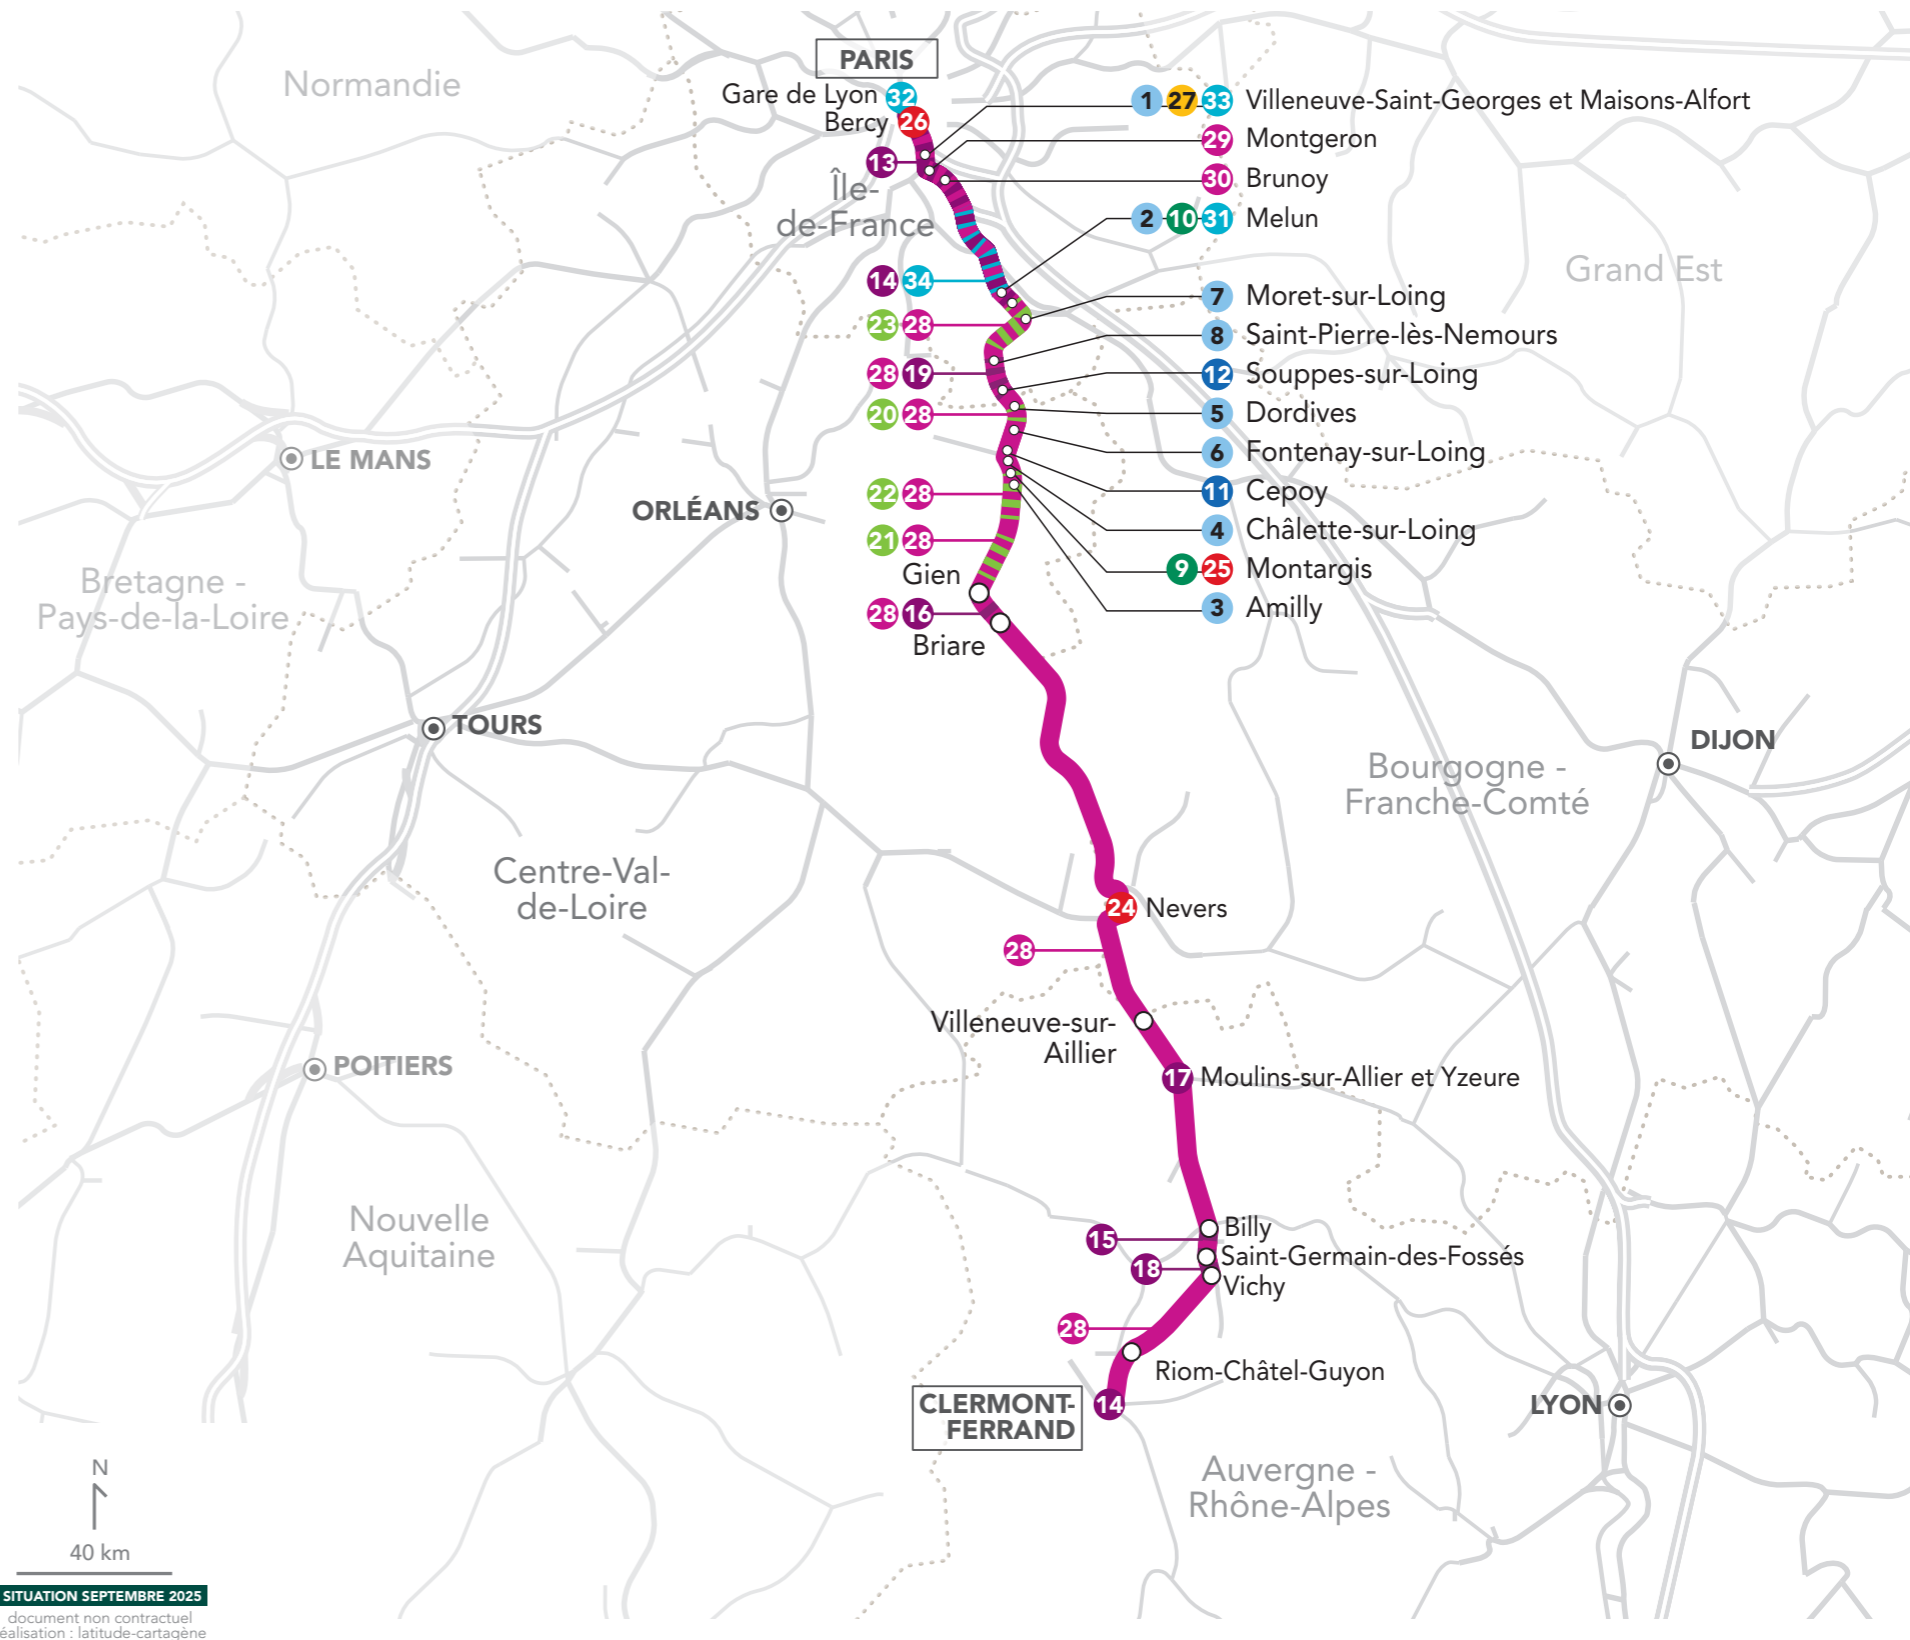 PARIS
Normandie
Gare de Lyon 32
Bercy 26
1 27 33 Villeneuve-Saint-Georges et Maisons-Alfort
29 Montgeron
13
30 Brunoy
Île-
de-France
2 10 31 Melun
Grand Est
14 34
7 Moret-sur-Loing
23 28
8 Saint-Pierre-lès-Nemours
28 19
12 Souppes-sur-Loing
20 28
5 Dordives
6 Fontenay-sur-Loing
LE MANS
22 28
11 Cepoy
ORLÉANS
4 Châlette-sur-Loing
21 28
9 25 Montargis
Gien
3 Amilly
Bretagne -
Pays-de-la-Loire
28 16
Briare
TOURS
DIJON
Bourgogne -
Franche-Comté
Centre-Val-
de-Loire
24 Nevers
28
Villeneuve-sur-
Aillier
POITIERS
17 Moulins-sur-Allier et Yzeure
Nouvelle
Aquitaine
Billy
15
Saint-Germain-des-Fossés
18
Vichy
28
Riom-Châtel-Guyon
CLERMONT-
FERRAND
14
LYON
Auvergne -
Rhône-Alpes
N
40 km
SITUATION SEPTEMBRE 2025
document non contractuel
éalisation : latitude-cartagène